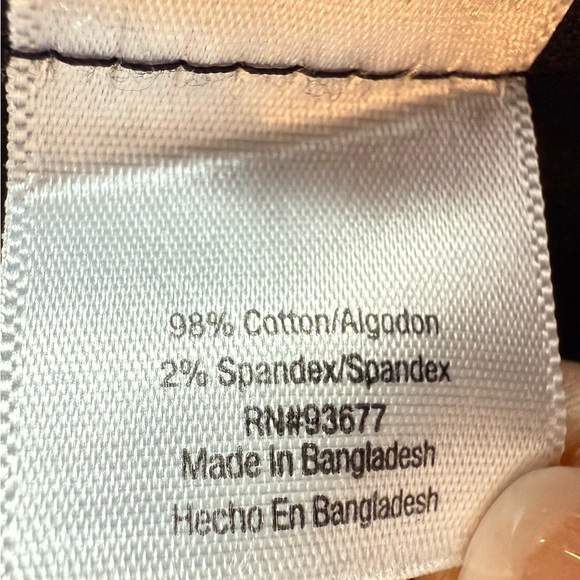 98% Cotton/Algodon
2% Spandex/Spandex
RN#93677
Made In Bangladesh
Hecho En Bangladesh